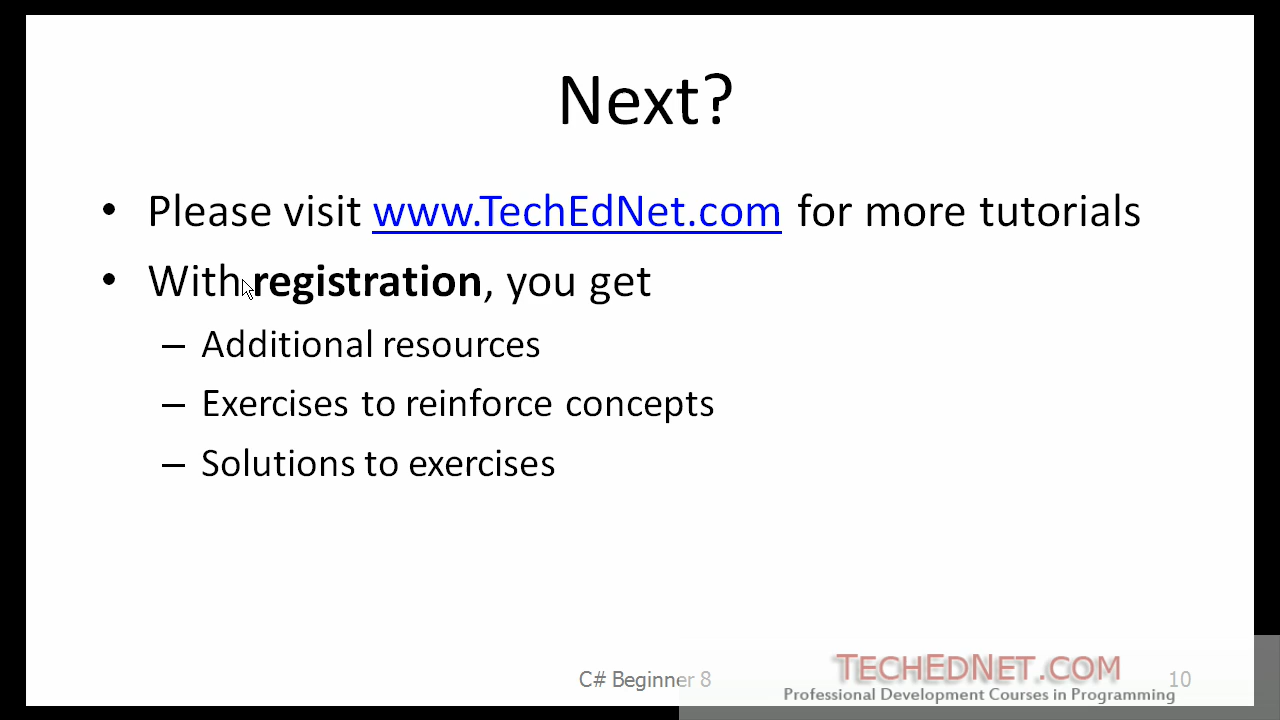 Next?
• Please visit www.TechEdNet.com for more tutorials
• With registration, you get
– Additional resources
– Exercises to reinforce concepts
– Solutions to exercises
C# Beginner 8
TECHEDNET.COM
Professional Development Courses in Programming
10